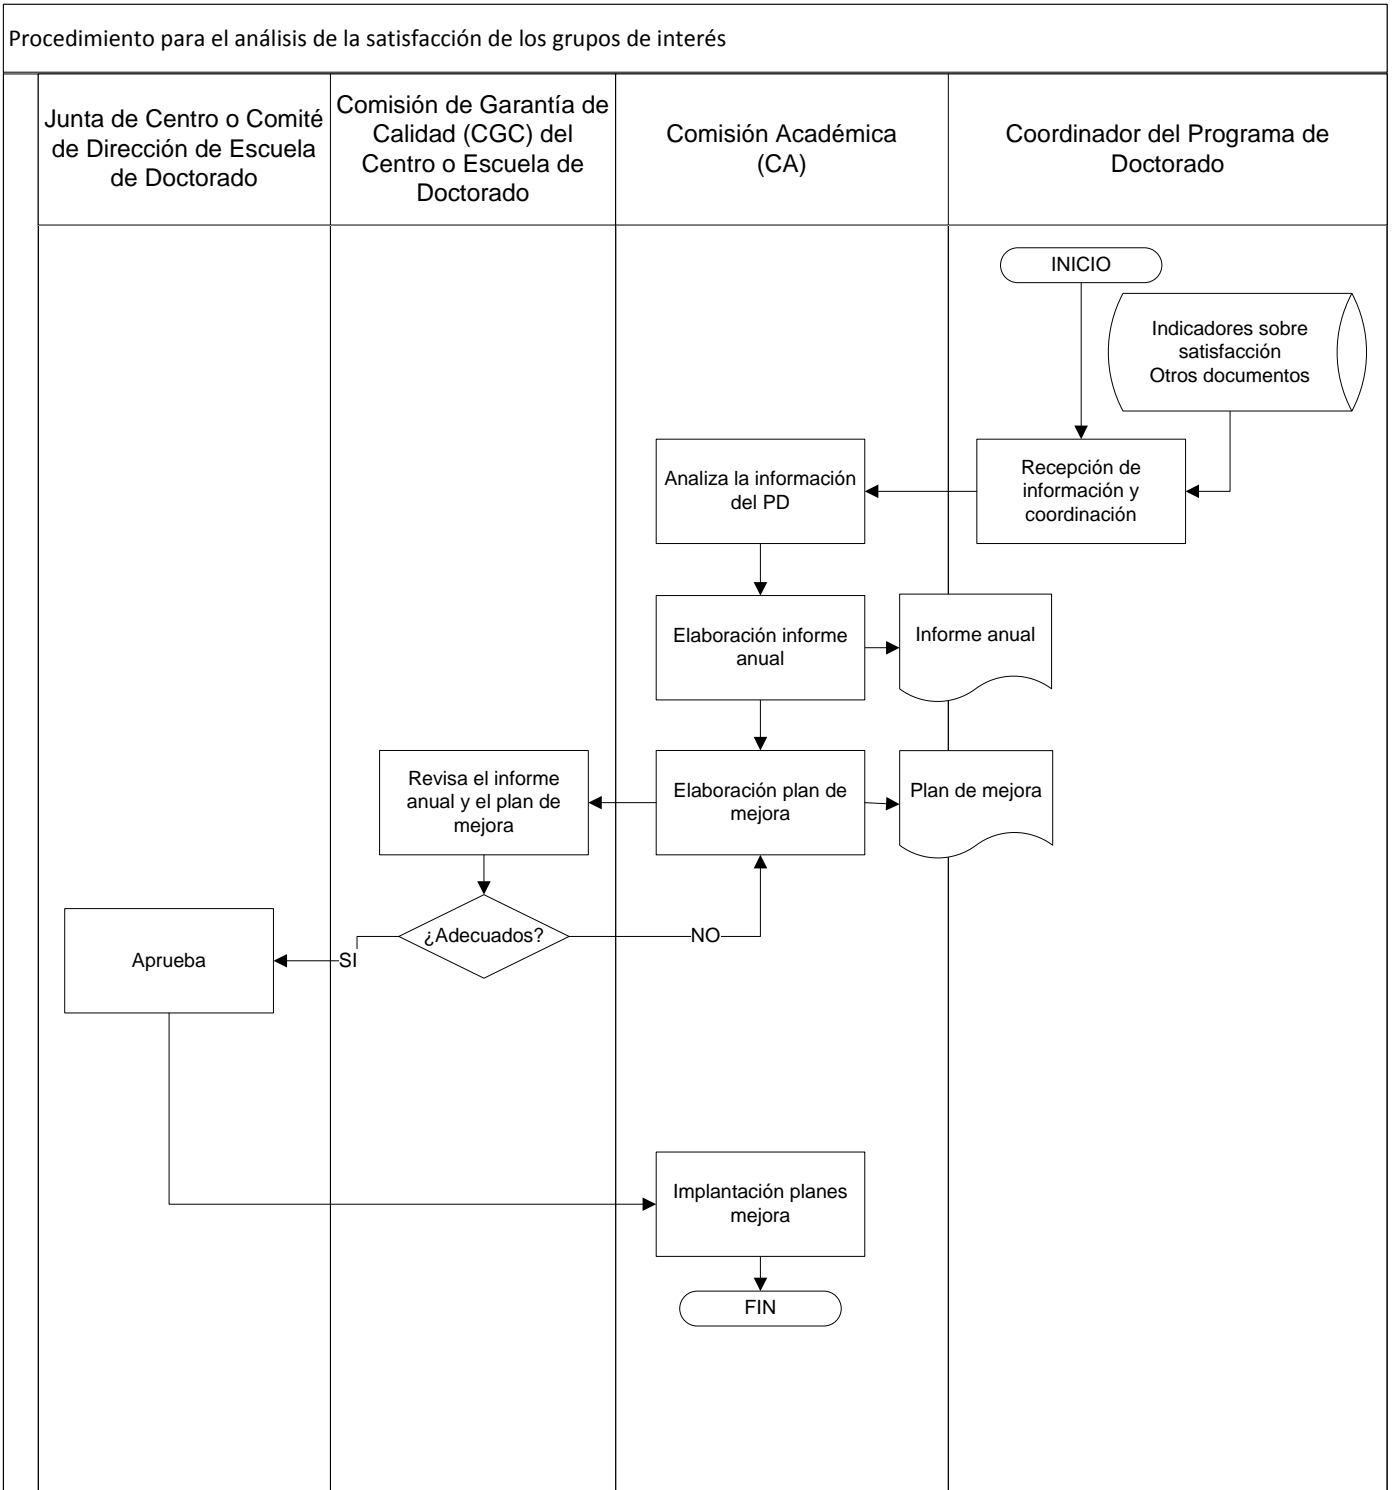 Procedimiento para el análisis de la satisfacción de los grupos de interés
Junta de Centro o Comité
de Dirección de Escuela
de Doctorado
Comisión de Garantía de
Calidad (CGC) del
Centro o Escuela de
Doctorado
Comisión Académica
(CA)
Coordinador del Programa de
Doctorado
INICIO
Indicadores sobre
satisfacción
Otros documentos
Recepción de
información y
coordinación
Analiza la información
del PD
Elaboración informe
anual
Informe anual
Elaboración plan de
mejora
Plan de mejora
Revisa el informe
anual y el plan de
mejora
¿Adecuados?
NO
SI
Aprueba
Implantación planes
mejora
FIN